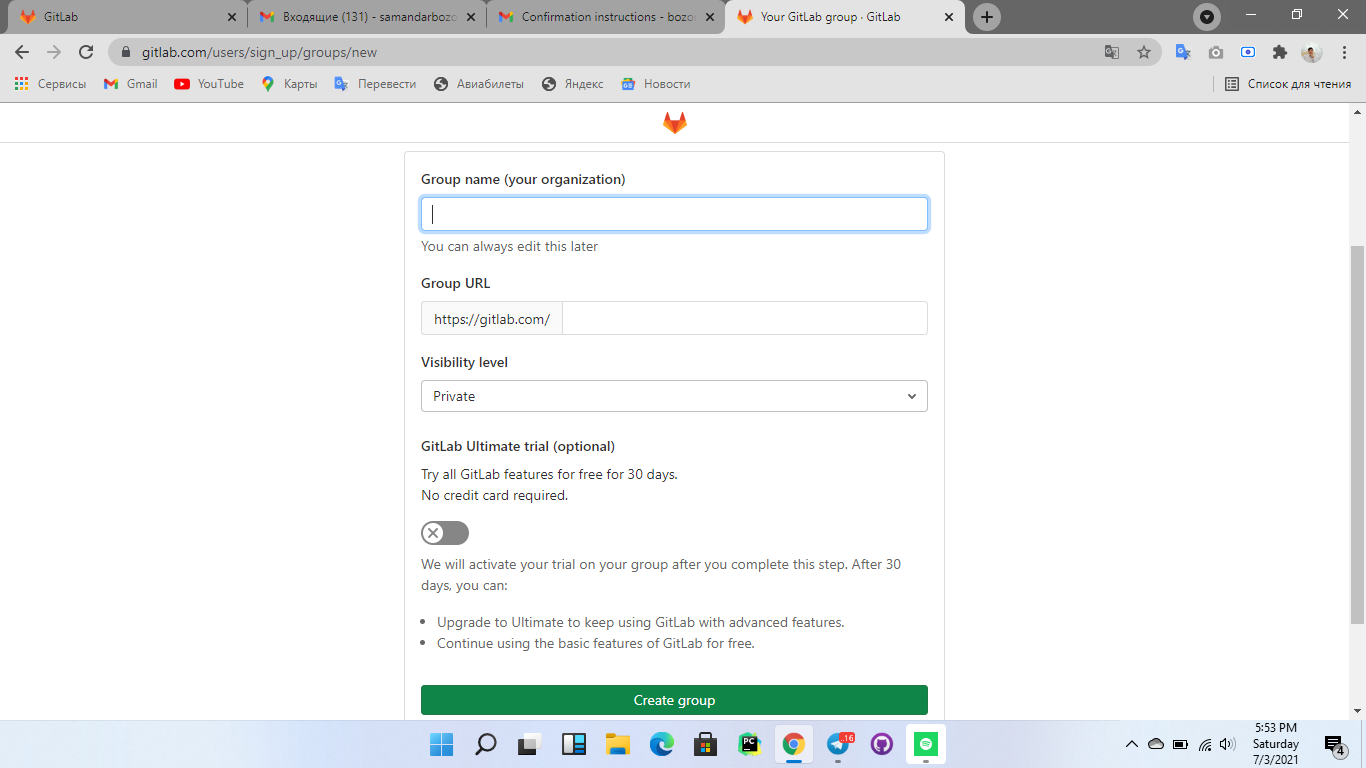 GitLab
Входящие (131) - samandarbozo
Confirmation instructions - bozo
Your GitLab group · GitLab
gitlab.com/users/sign_up/groups/new
Сервисы
Gmail
YouTube
Карты
Перевести
Авиабилеты
Яндекс
Новости
Список для чтения
Group name (your organization)
You can always edit this later
Group URL
https://gitlab.com/
Visibility level
Private
GitLab Ultimate trial (optional)
Try all GitLab features for free for 30 days.
No credit card required.
We will activate your trial on your group after you complete this step. After 30
days, you can:
Upgrade to Ultimate to keep using GitLab with advanced features.
Continue using the basic features of GitLab for free.
Create group
PC
.16
5:53 PM
Saturday
7/3/2021
4